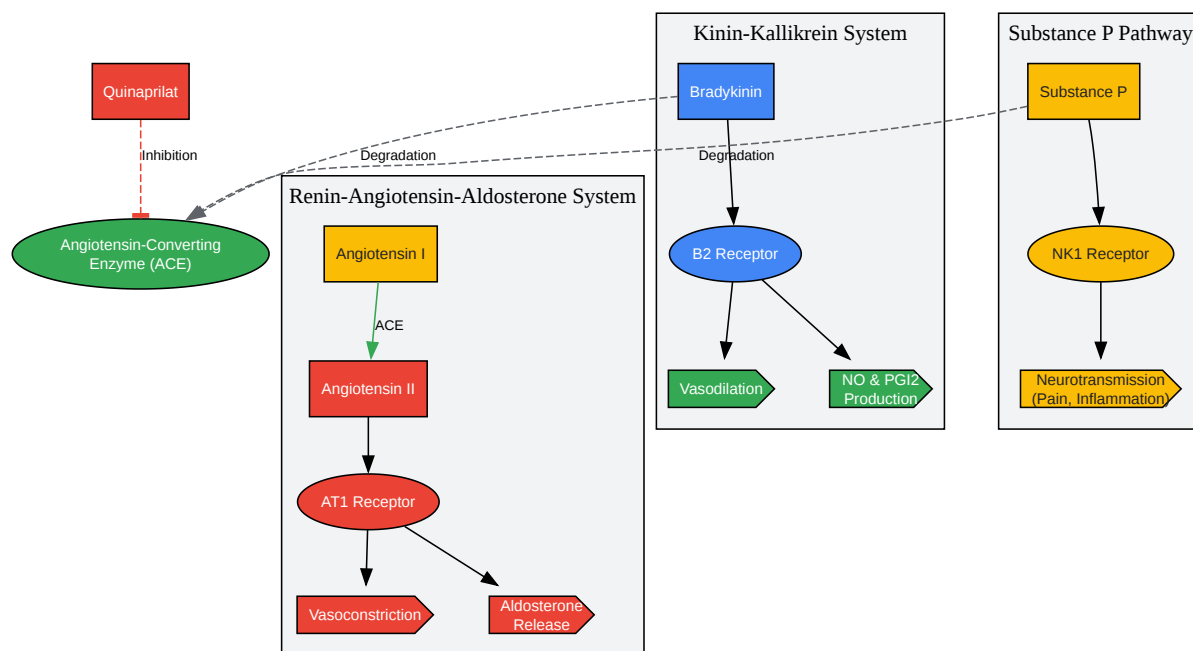 Kinin-Kallikrein System
Substance P Pathway
Quinaprilat
Bradykinin
Substance P
Inhibition
Degradation
Degradation
Renin-Angiotensin-Aldosterone System
Angiotensin-Converting
Enzyme (ACE)
Angiotensin I
B2 Receptor
NK1 Receptor
ACE
Angiotensin II
Vasodilation
NO & PGI2
Production
Neurotransmission
(Pain, Inflammation)
AT1 Receptor
Vasoconstriction
Aldosterone
Release